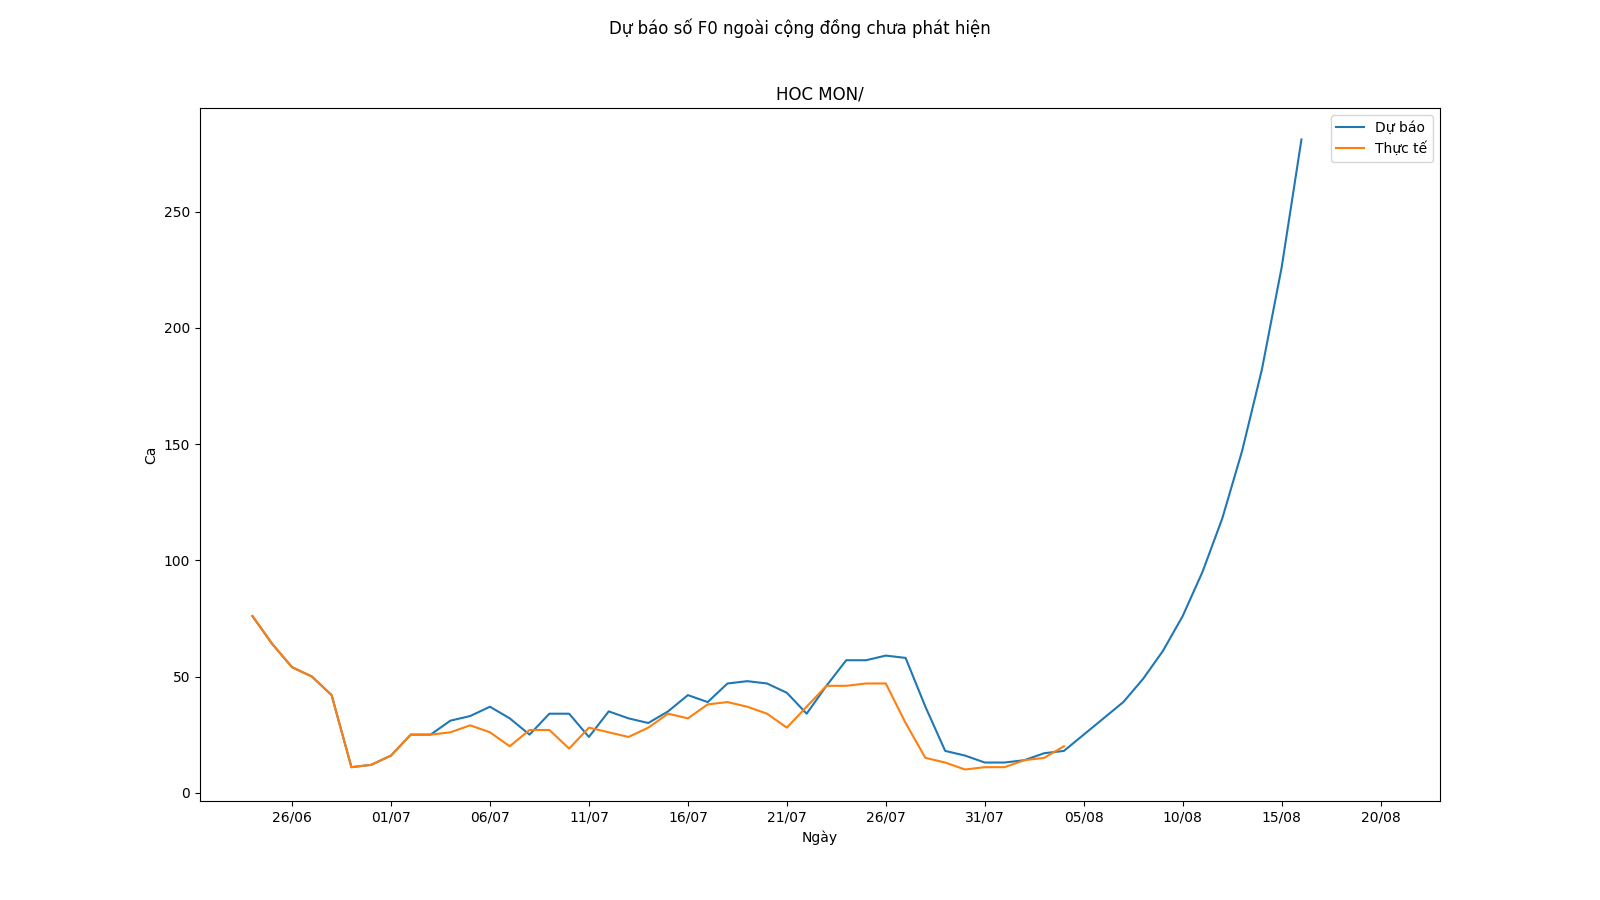 Dự báo số F0 ngoài cộng đồng chưa phát hiện
HOC MON/
Dự báo
Thực tế
250
200
150
100
50
0
Ca
26/06 01/07 06/07 11/07 16/07 21/07 26/07 31/07 05/08 10/08 15/08 20/08
Ngày